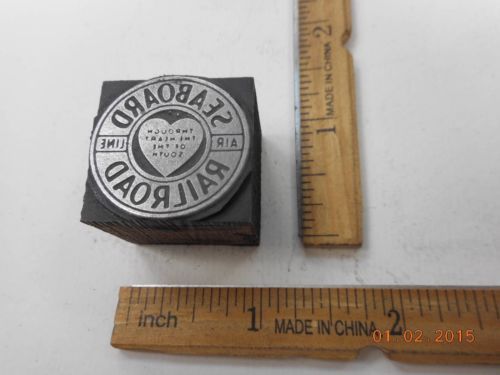 SEABOARD
AIR LINE
THROUGH
THE HEART
OF THE
SOUTH
RAILROAD
1 MADE IN CHINA 2
inch 1 MADE IN CHINA 2
01.02.2015